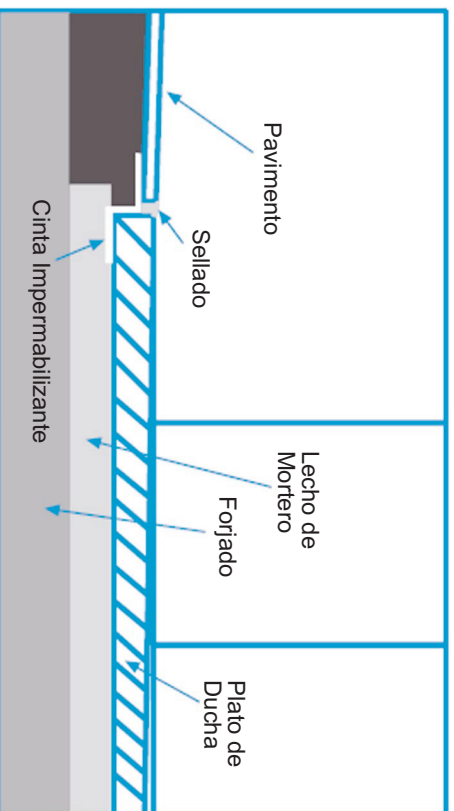 Pavimento
Sellado
Cinta Impermabilizante
Lecho de
Mortero
Forjado
Plato de
Ducha